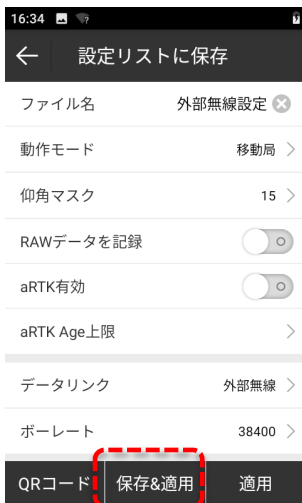 16:34
← 設定リストに保存
ファイル名 外部無線設定
動作モード 移動局 >
仰角マスク 15 >
RAWデータを記録
aRTK有効
aRTK Age上限 >
データリンク 外部無線 >
ボーレート 38400 >
QRコード 保存&適用 適用